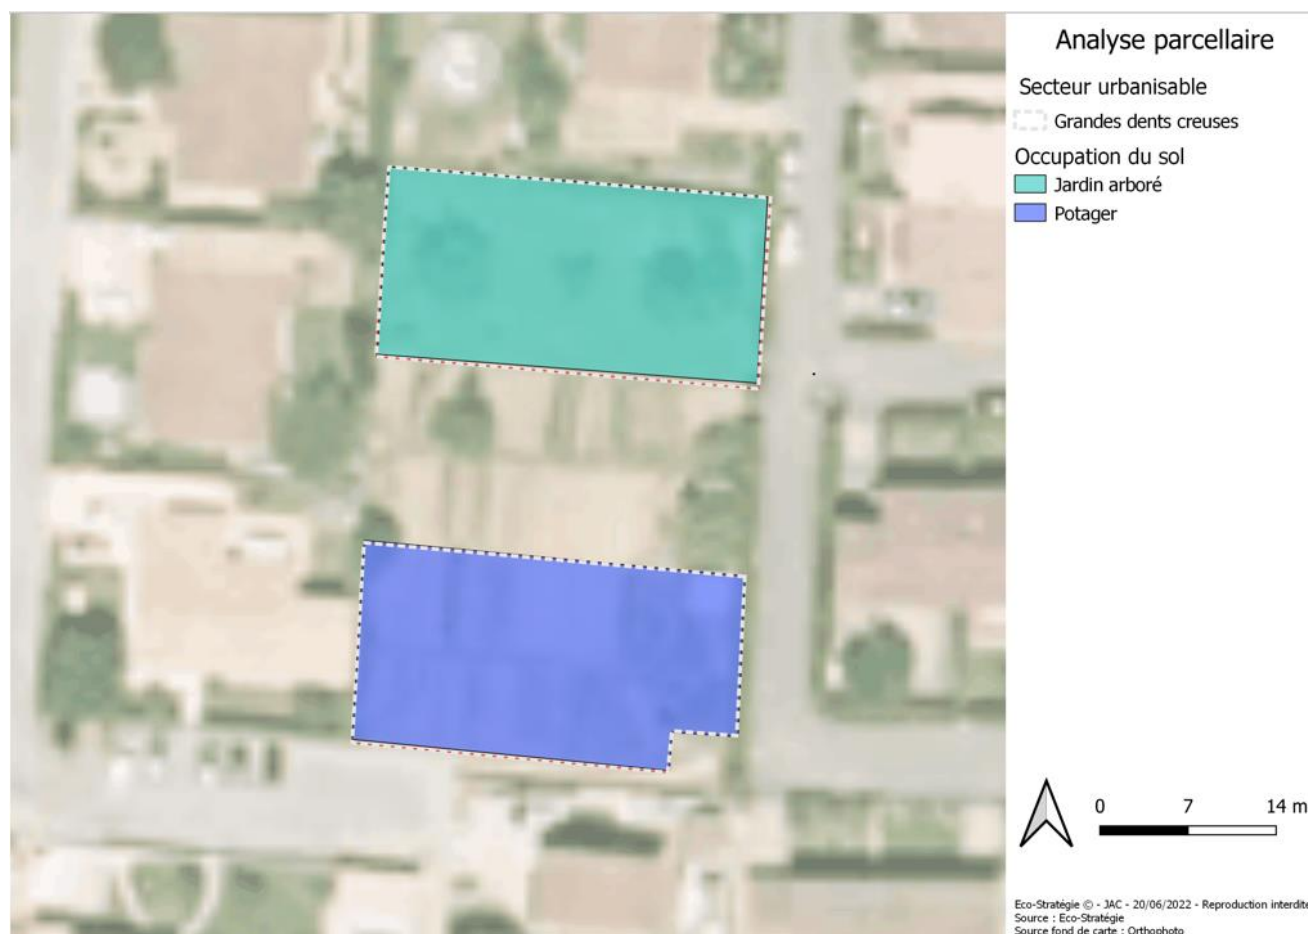 Analyse parcellaire
Secteur urbanisable
Grandes dents creuses
Occupation du sol
Jardin arboré
Potager
0 7 14 m
Eco-Stratégie © - JAC - 20/06/2022 - Reproduction interdite
Source : Eco-Stratégie
Source fond de carte : Orthophoto